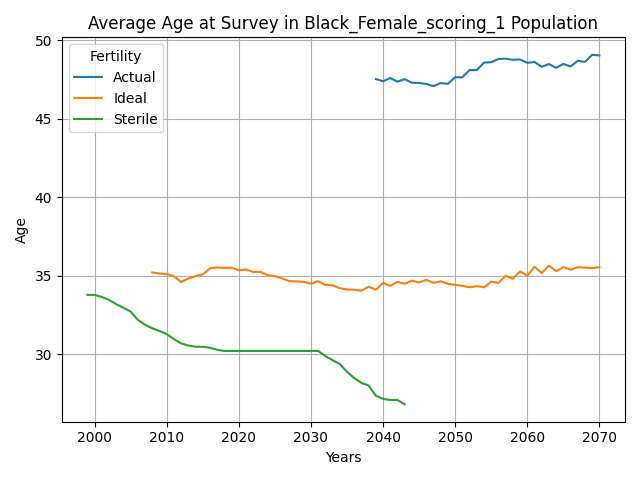 Average Age at Survey in Black_Female_scoring_1 Population
Fertility
Actual
Ideal
Sterile
50
45
40
35
30
Age
2000 2010 2020 2030 2040 2050 2060 2070
Years